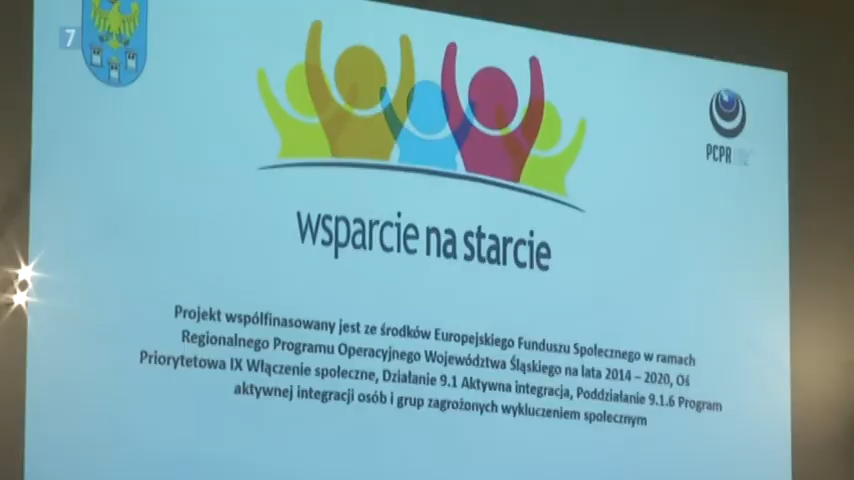 7
PCPR
wsparcie na starcie
Projekt współfinasowany jest ze środków Europejskiego Funduszu Społecznego w ramach
Regionalnego Programu Operacyjnego Województwa Śląskiego na lata 2014 – 2020, Oś
Priorytetowa IX Włączenie społeczne, Działanie 9.1 Aktywna integracja, Poddziałanie 9.1.6 Program
aktywnej integracji osób i grup zagrożonych wykluczeniem społecznym